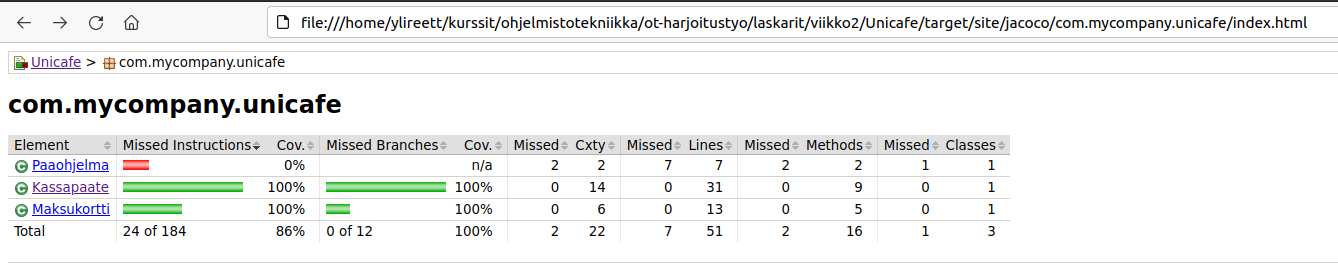 file:///home/ylireett/kurssit/ohjelmistotekniikka/ot-harjoitustyo/laskarit/viikko2/Unicafe/target/site/jacoco/com.mycompany.unicafe/index.html
Unicafe > com.mycompany.unicafe
com.mycompany.unicafe
Element Missed Instructions Cov. Missed Branches Cov. Missed Cxty Missed Lines Missed Methods Missed Classes
Paaohjelma 0% n/a 2 2 7 7 2 2 1 1
Kassapaate 100% 100% 0 14 0 31 0 9 0 1
Maksukortti 100% 100% 0 6 0 13 0 5 0 1
Total 24 of 184 86% 0 of 12 100% 2 22 7 51 2 16 1 3